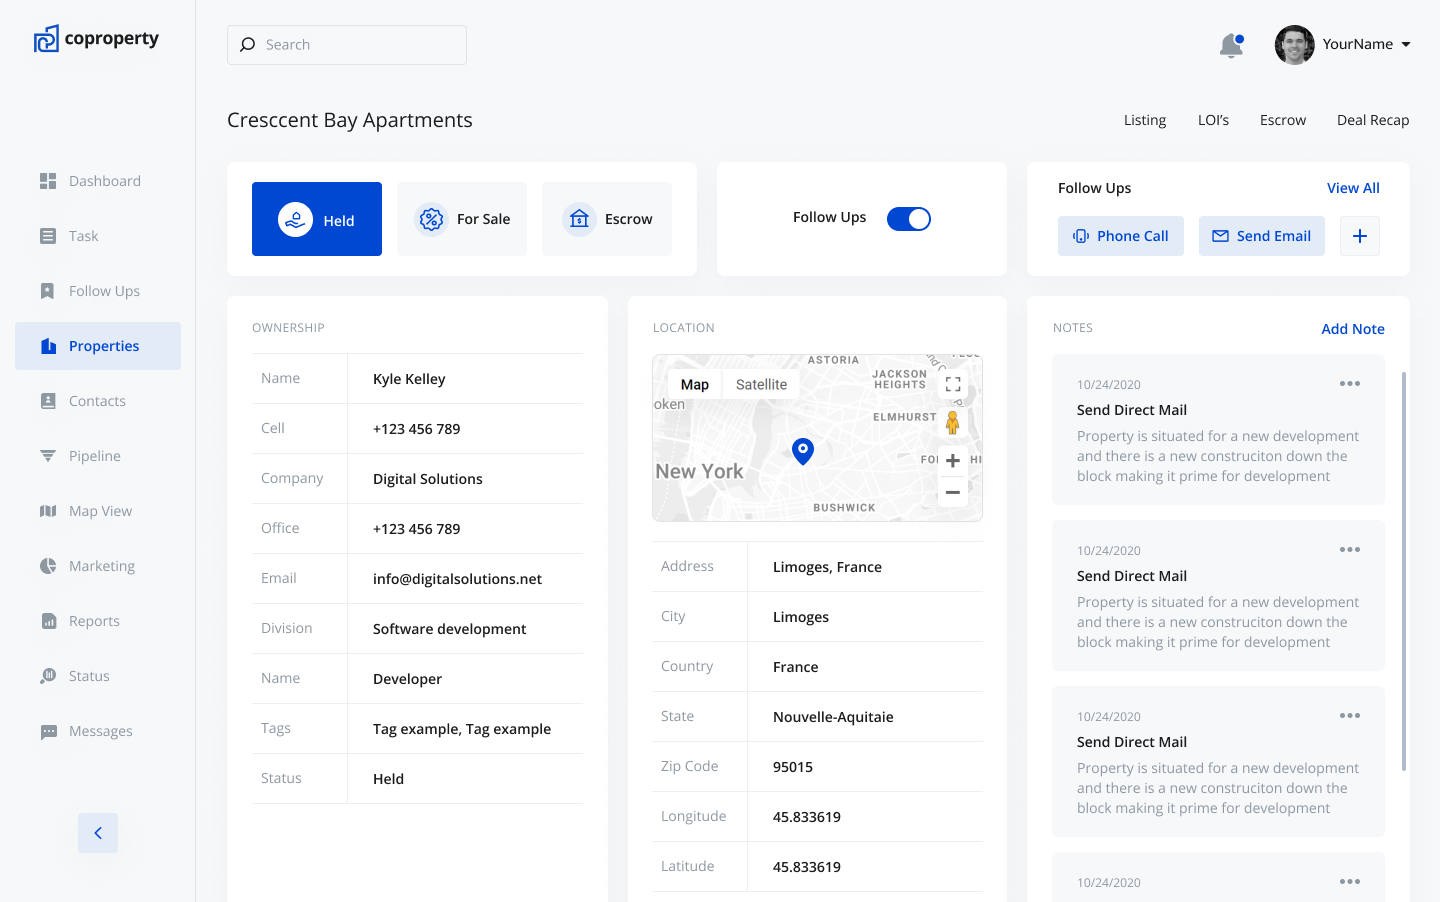 coproperty
Search
YourName
Cresccent Bay Apartments
Listing LOI's Escrow Deal Recap
Dashboard
Task
Follow Ups
Properties
Contacts
Pipeline
Map View
Marketing
Reports
Status
Messages
Held
For Sale
Escrow
Follow Ups
Follow Ups View All
Phone Call
Send Email
OWNERSHIP
Name Kyle Kelley
Cell +123 456 789
Company Digital Solutions
Office +123 456 789
Email info@digitalsolutions.net
Division Software development
Name Developer
Tags Tag example, Tag example
Status Held
LOCATION
Map Satellite
ASTORIA
JACKSON
HEIGHTS
oken
ELMHURST
New York
BUSHWICK
Address Limoges, France
City Limoges
Country France
State Nouvelle-Aquitaie
Zip Code 95015
Longitude 45.833619
Latitude 45.833619
NOTES Add Note
10/24/2020
Send Direct Mail
Property is situated for a new development
and there is a new construciton down the
block making it prime for development
10/24/2020
Send Direct Mail
Property is situated for a new development
and there is a new construciton down the
block making it prime for development
10/24/2020
Send Direct Mail
Property is situated for a new development
and there is a new construciton down the
block making it prime for development
10/24/2020